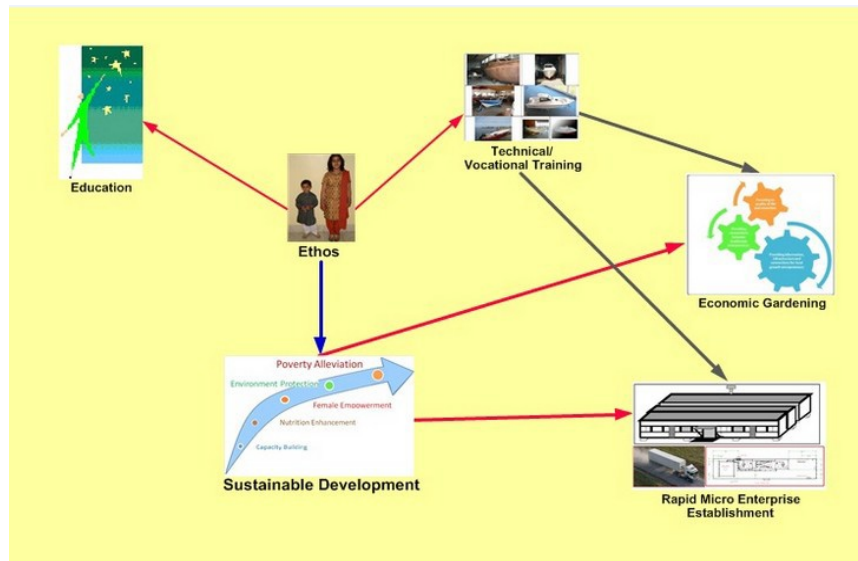 Education
Technical/
Vocational Training
Ethos
Economic Gardening
Poverty Alleviation
Environment Protection
Female Empowerment
Nutrition Enhancement
Capacity Building
Sustainable Development
Rapid Micro Enterprise
Establishment